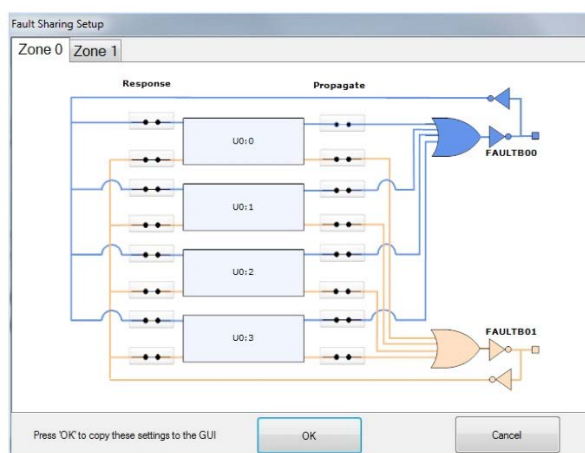 Fault Sharing Setup
Zone 0 Zone 1
Response Propagate
U0:0
FAULTB00
U0:1
U0:2
U0:3
FAULTB01
Press 'OK' to copy these settings to the GUI OK Cancel